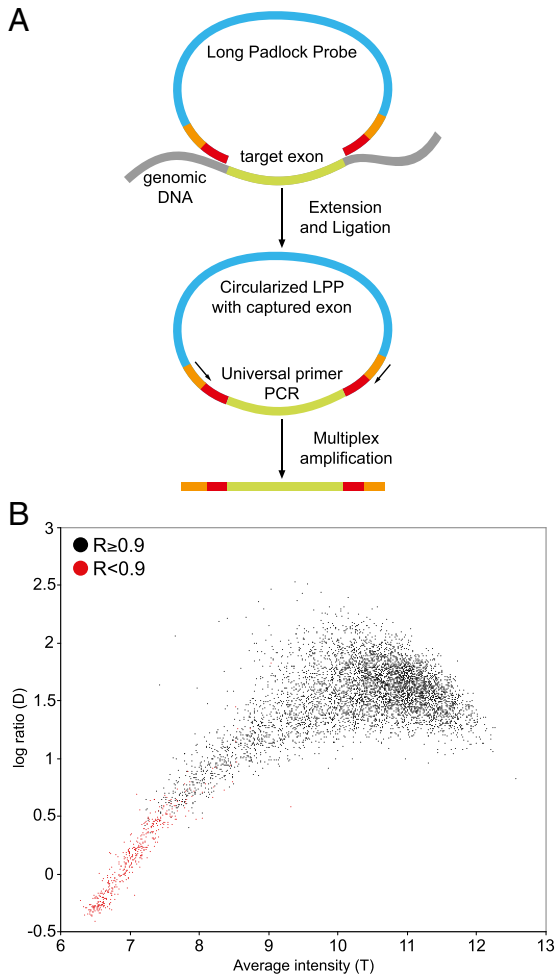 A
Long Padlock Probe
target exon
genomic
DNA
Extension
and Ligation
Circularized LPP
with captured exon
Universal primer
PCR
Multiplex
amplification
B
R≥0.9
R<0.9
3
2.5
2
1.5
1
0.5
0
-0.5
log ratio (D)
6 7 8 9 10 11 12 13
Average intensity (T)